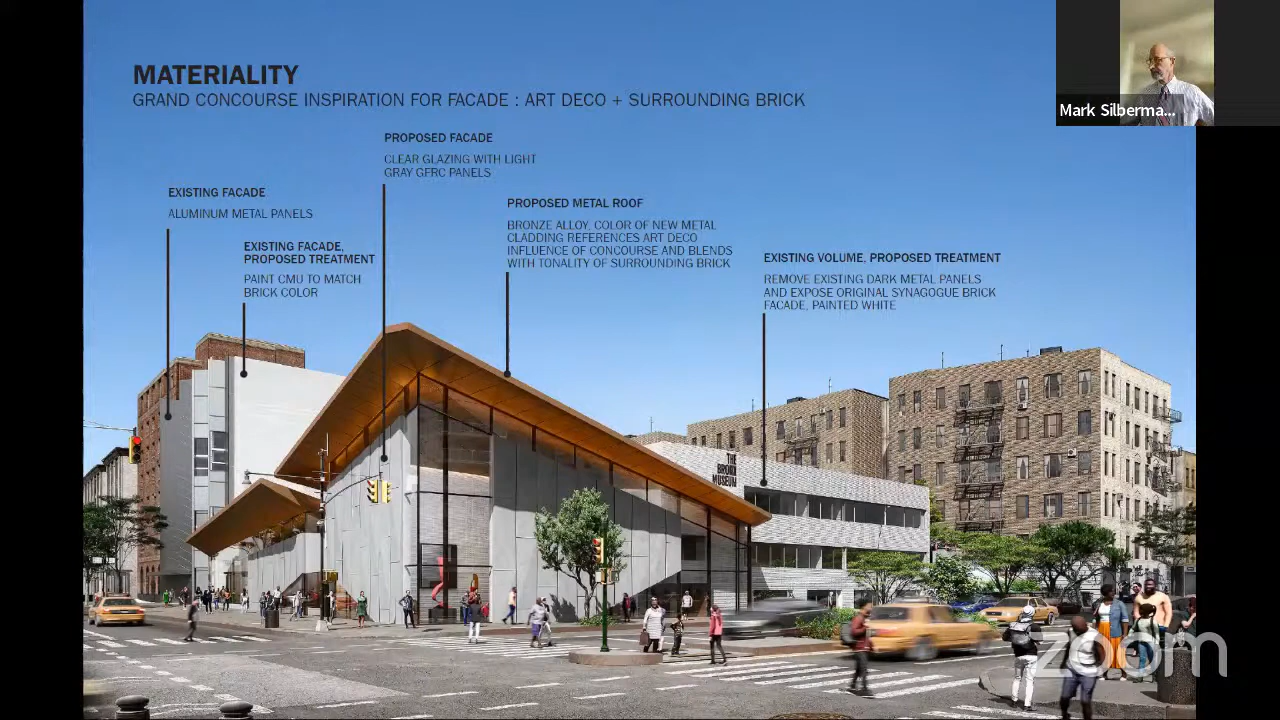 MATERIALITY
GRAND CONCOURSE INSPIRATION FOR FACADE : ART DECO + SURROUNDING BRICK
Mark Silberma...
PROPOSED FACADE
CLEAR GLAZING WITH LIGHT
GRAY GFRC PANELS
EXISTING FACADE
ALUMINUM METAL PANELS
PROPOSED METAL ROOF
BRONZE ALLOY, COLOR OF NEW METAL
CLADDING REFERENCES ART DECO
INFLUENCE OF CONCOURSE AND BLENDS
WITH TONALITY OF SURROUNDING BRICK
EXISTING FACADE,
PROPOSED TREATMENT
PAINT CMU TO MATCH
BRICK COLOR
EXISTING VOLUME, PROPOSED TREATMENT
REMOVE EXISTING DARK METAL PANELS
AND EXPOSE ORIGINAL SYNAGOGUE BRICK
FACADE, PAINTED WHITE
THE
BRONX
MUSEUM
zoom